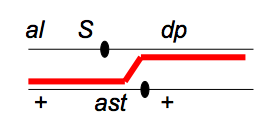 al S dp
+ ast +